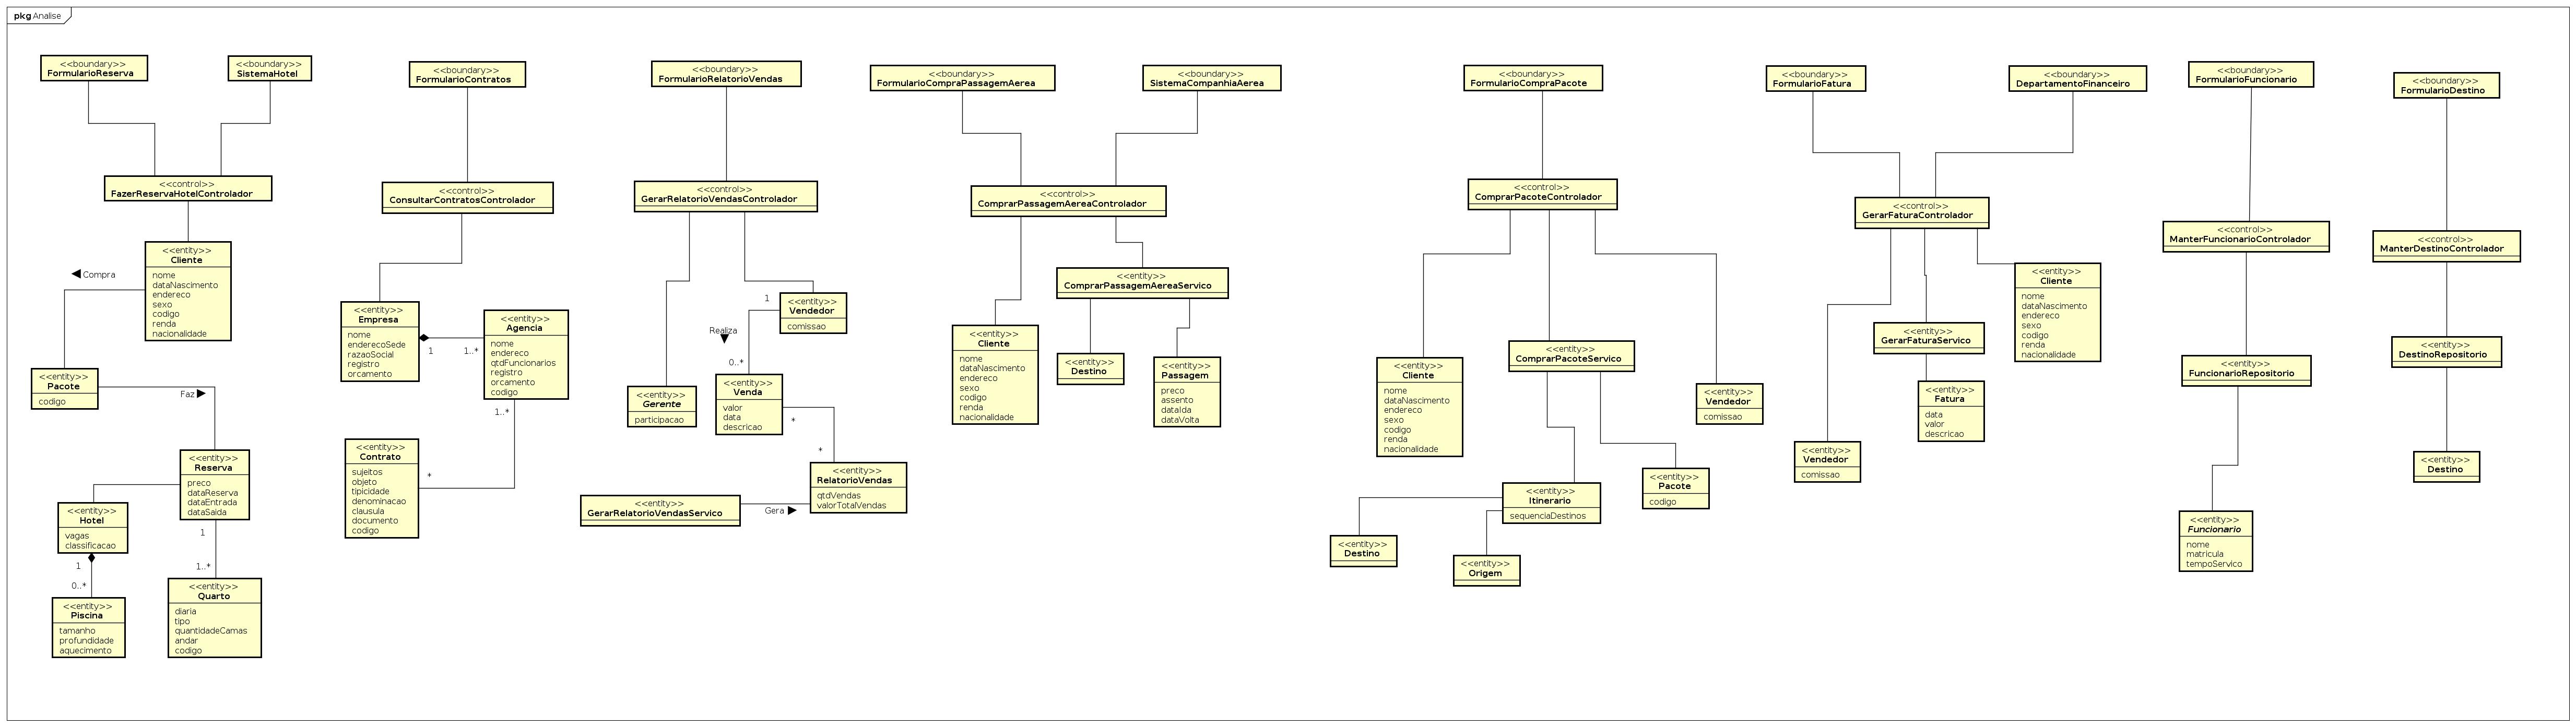 pkg Analise
<<boundary>>
FormularioReserva
<<boundary>>
SistemaHotel
<<control>>
FazerReservaHotelControlador
<<entity>>
Cliente
nome
dataNascimento
endereco
sexo
codigo
renda
nacionalidade
Compra
<<entity>>
Pacote
codigo
Faz
<<entity>>
Reserva
preco
dataReserva
dataEntrada
dataSaida
<<entity>>
Hotel
vagas
classificacao
1
0..*
1
1..*
<<entity>>
Piscina
tamanho
profundidade
aquecimento
<<entity>>
Quarto
diaria
tipo
quantidadeCamas
andar
codigo
<<boundary>>
FormularioContratos
<<control>>
ConsultarContratosControlador
<<entity>>
Empresa
nome
enderecoSede
razaoSocial
registro
orcamento
1
1..*
<<entity>>
Agencia
nome
endereco
qtdFuncionarios
registro
orcamento
codigo
1..*
*
<<entity>>
Contrato
sujeitos
objeto
tipicidade
denominacao
clausula
documento
codigo
<<boundary>>
FormularioRelatorioVendas
<<control>>
GerarRelatorioVendasControlador
1
<<entity>>
Vendedor
comissao
Realiza
0..*
<<entity>>
Gerente
participacao
<<entity>>
Venda
valor
data
descricao
*
*
<<entity>>
RelatorioVendas
qtdVendas
valorTotalVendas
<<entity>>
GerarRelatorioVendasServico
Gera
<<boundary>>
FormularioCompraPassagemAerea
<<boundary>>
SistemaCompanhiaAerea
<<control>>
ComprarPassagemAereaControlador
<<entity>>
ComprarPassagemAereaServico
<<entity>>
Cliente
nome
dataNascimento
endereco
sexo
codigo
renda
nacionalidade
<<entity>>
Destino
<<entity>>
Passagem
preco
assento
dataIda
dataVolta
<<boundary>>
FormularioCompraPacote
<<control>>
ComprarPacoteControlador
<<entity>>
Cliente
nome
dataNascimento
endereco
sexo
codigo
renda
nacionalidade
<<entity>>
ComprarPacoteServico
<<entity>>
Vendedor
comissao
<<entity>>
Pacote
codigo
<<entity>>
Itinerario
sequenciaDestinos
<<entity>>
Destino
<<entity>>
Origem
<<boundary>>
FormularioFatura
<<boundary>>
DepartamentoFinanceiro
<<control>>
GerarFaturaControlador
<<entity>>
Cliente
nome
dataNascimento
endereco
sexo
codigo
renda
nacionalidade
<<entity>>
GerarFaturaServico
<<entity>>
Fatura
data
valor
descricao
<<entity>>
Vendedor
comissao
<<boundary>>
FormularioFuncionario
<<control>>
ManterFuncionarioControlador
<<entity>>
FuncionarioRepositorio
<<entity>>
Funcionario
nome
matricula
tempoServico
<<boundary>>
FormularioDestino
<<control>>
ManterDestinoControlador
<<entity>>
DestinoRepositorio
<<entity>>
Destino